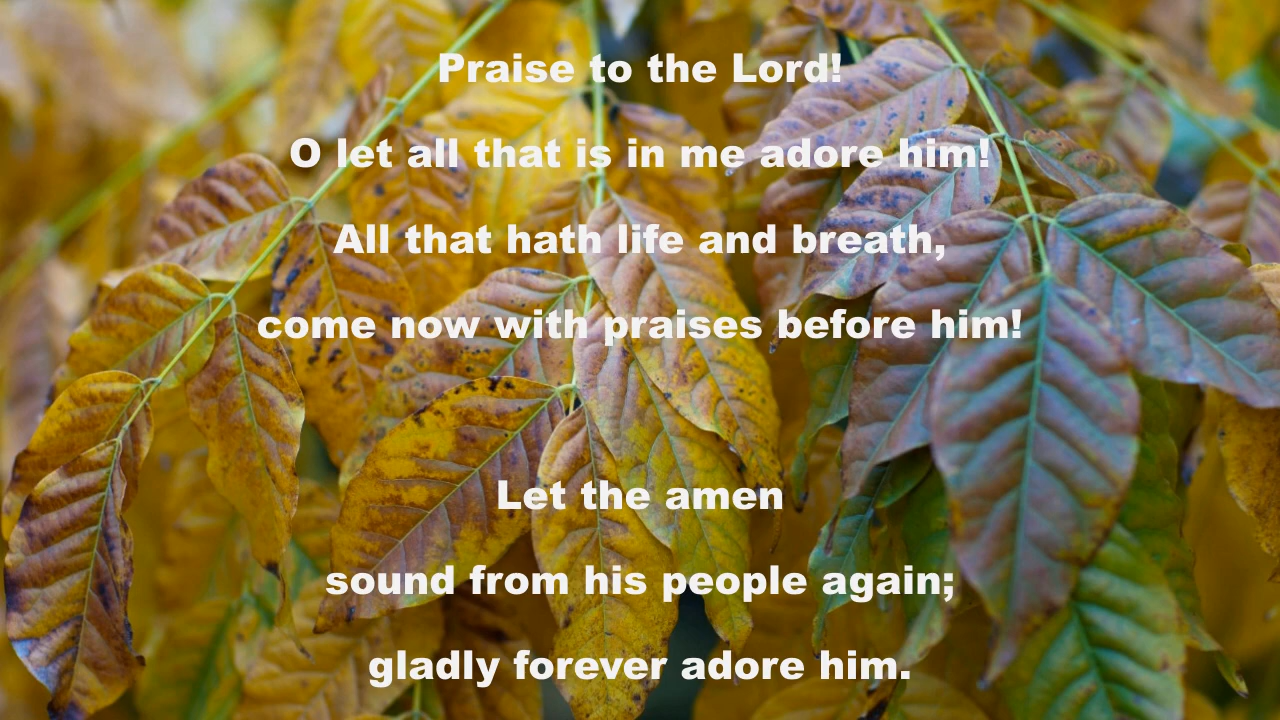 Praise to the Lord!
O let all that is in me adore him!
All that hath life and breath,
come now with praises before him!
Let the amen
sound from his people again;
gladly forever adore him.